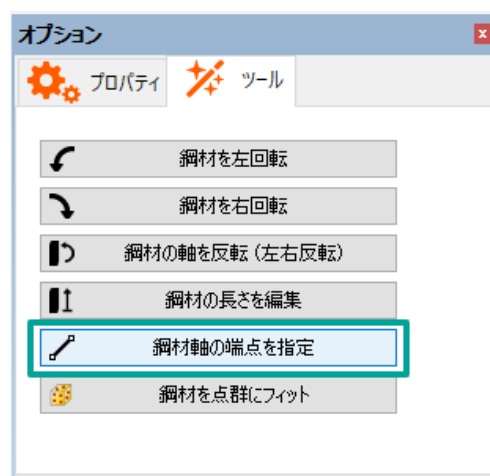 オプション
プロパティ ツール
鋼材を左回転
鋼材を右回転
鋼材の軸を反転（左右反転）
鋼材の長さを編集
鋼材軸の端点を指定
鋼材を点群にフィット